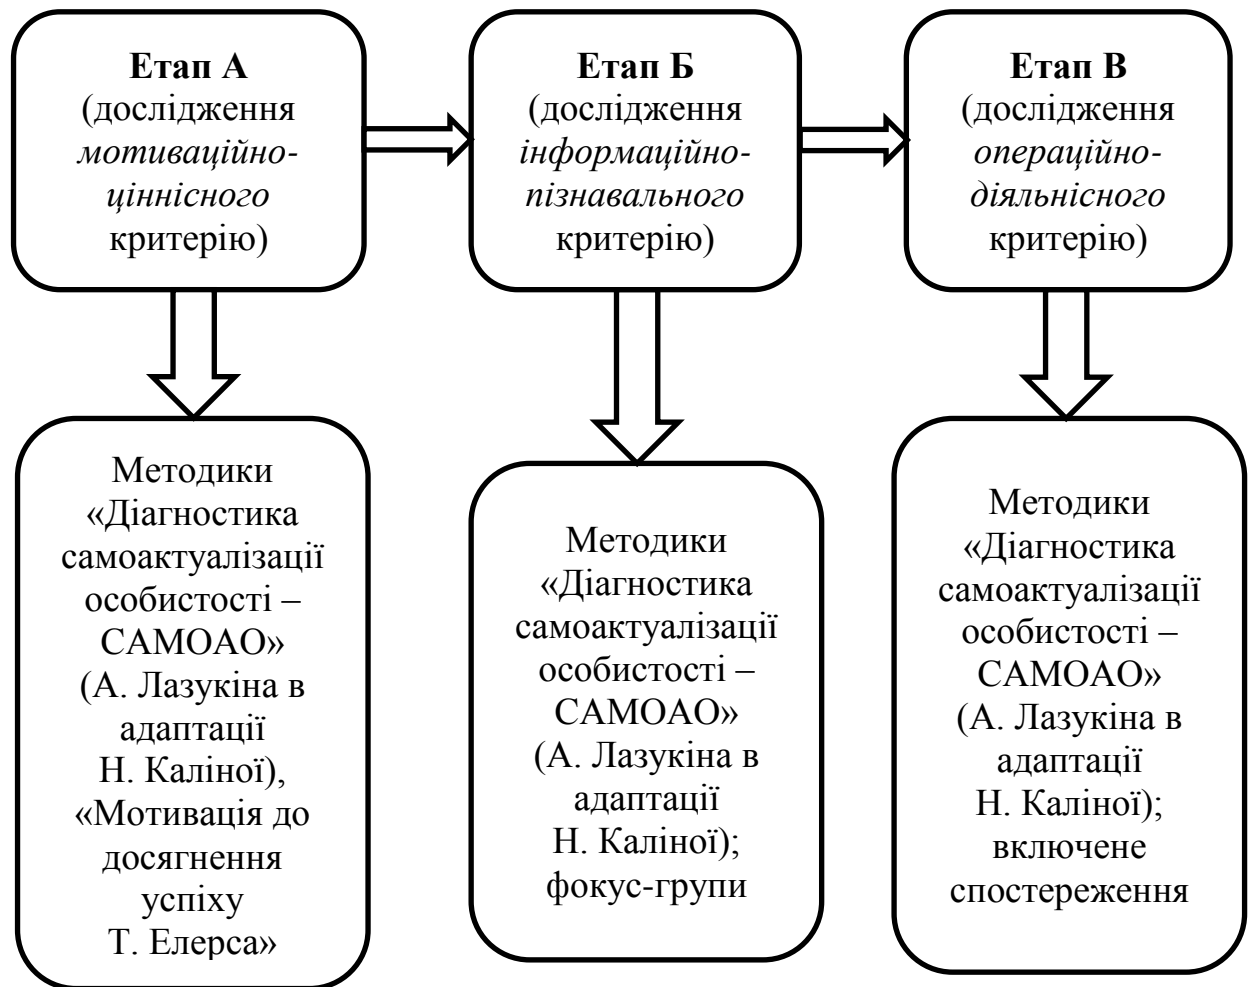 Етап А
(дослідження
мотиваційно-
ціннісного
критерію)
Етап Б
(дослідження
інформаційно-
пізнавального
критерію)
Етап В
(дослідження
операційно-
діяльнісного
критерію)
Методики
«Діагностика
самоактуалізації
особистості –
САМОАО»
(А. Лазукіна в
адаптації
Н. Каліної),
«Мотивація до
досягнення
успіху
Т. Елерса»
Методики
«Діагностика
самоактуалізації
особистості –
САМОАО»
(А. Лазукіна в
адаптації
Н. Каліної);
фокус-групи
Методики
«Діагностика
самоактуалізації
особистості –
САМОАО»
(А. Лазукіна в
адаптації
Н. Каліної);
включене
спостереження